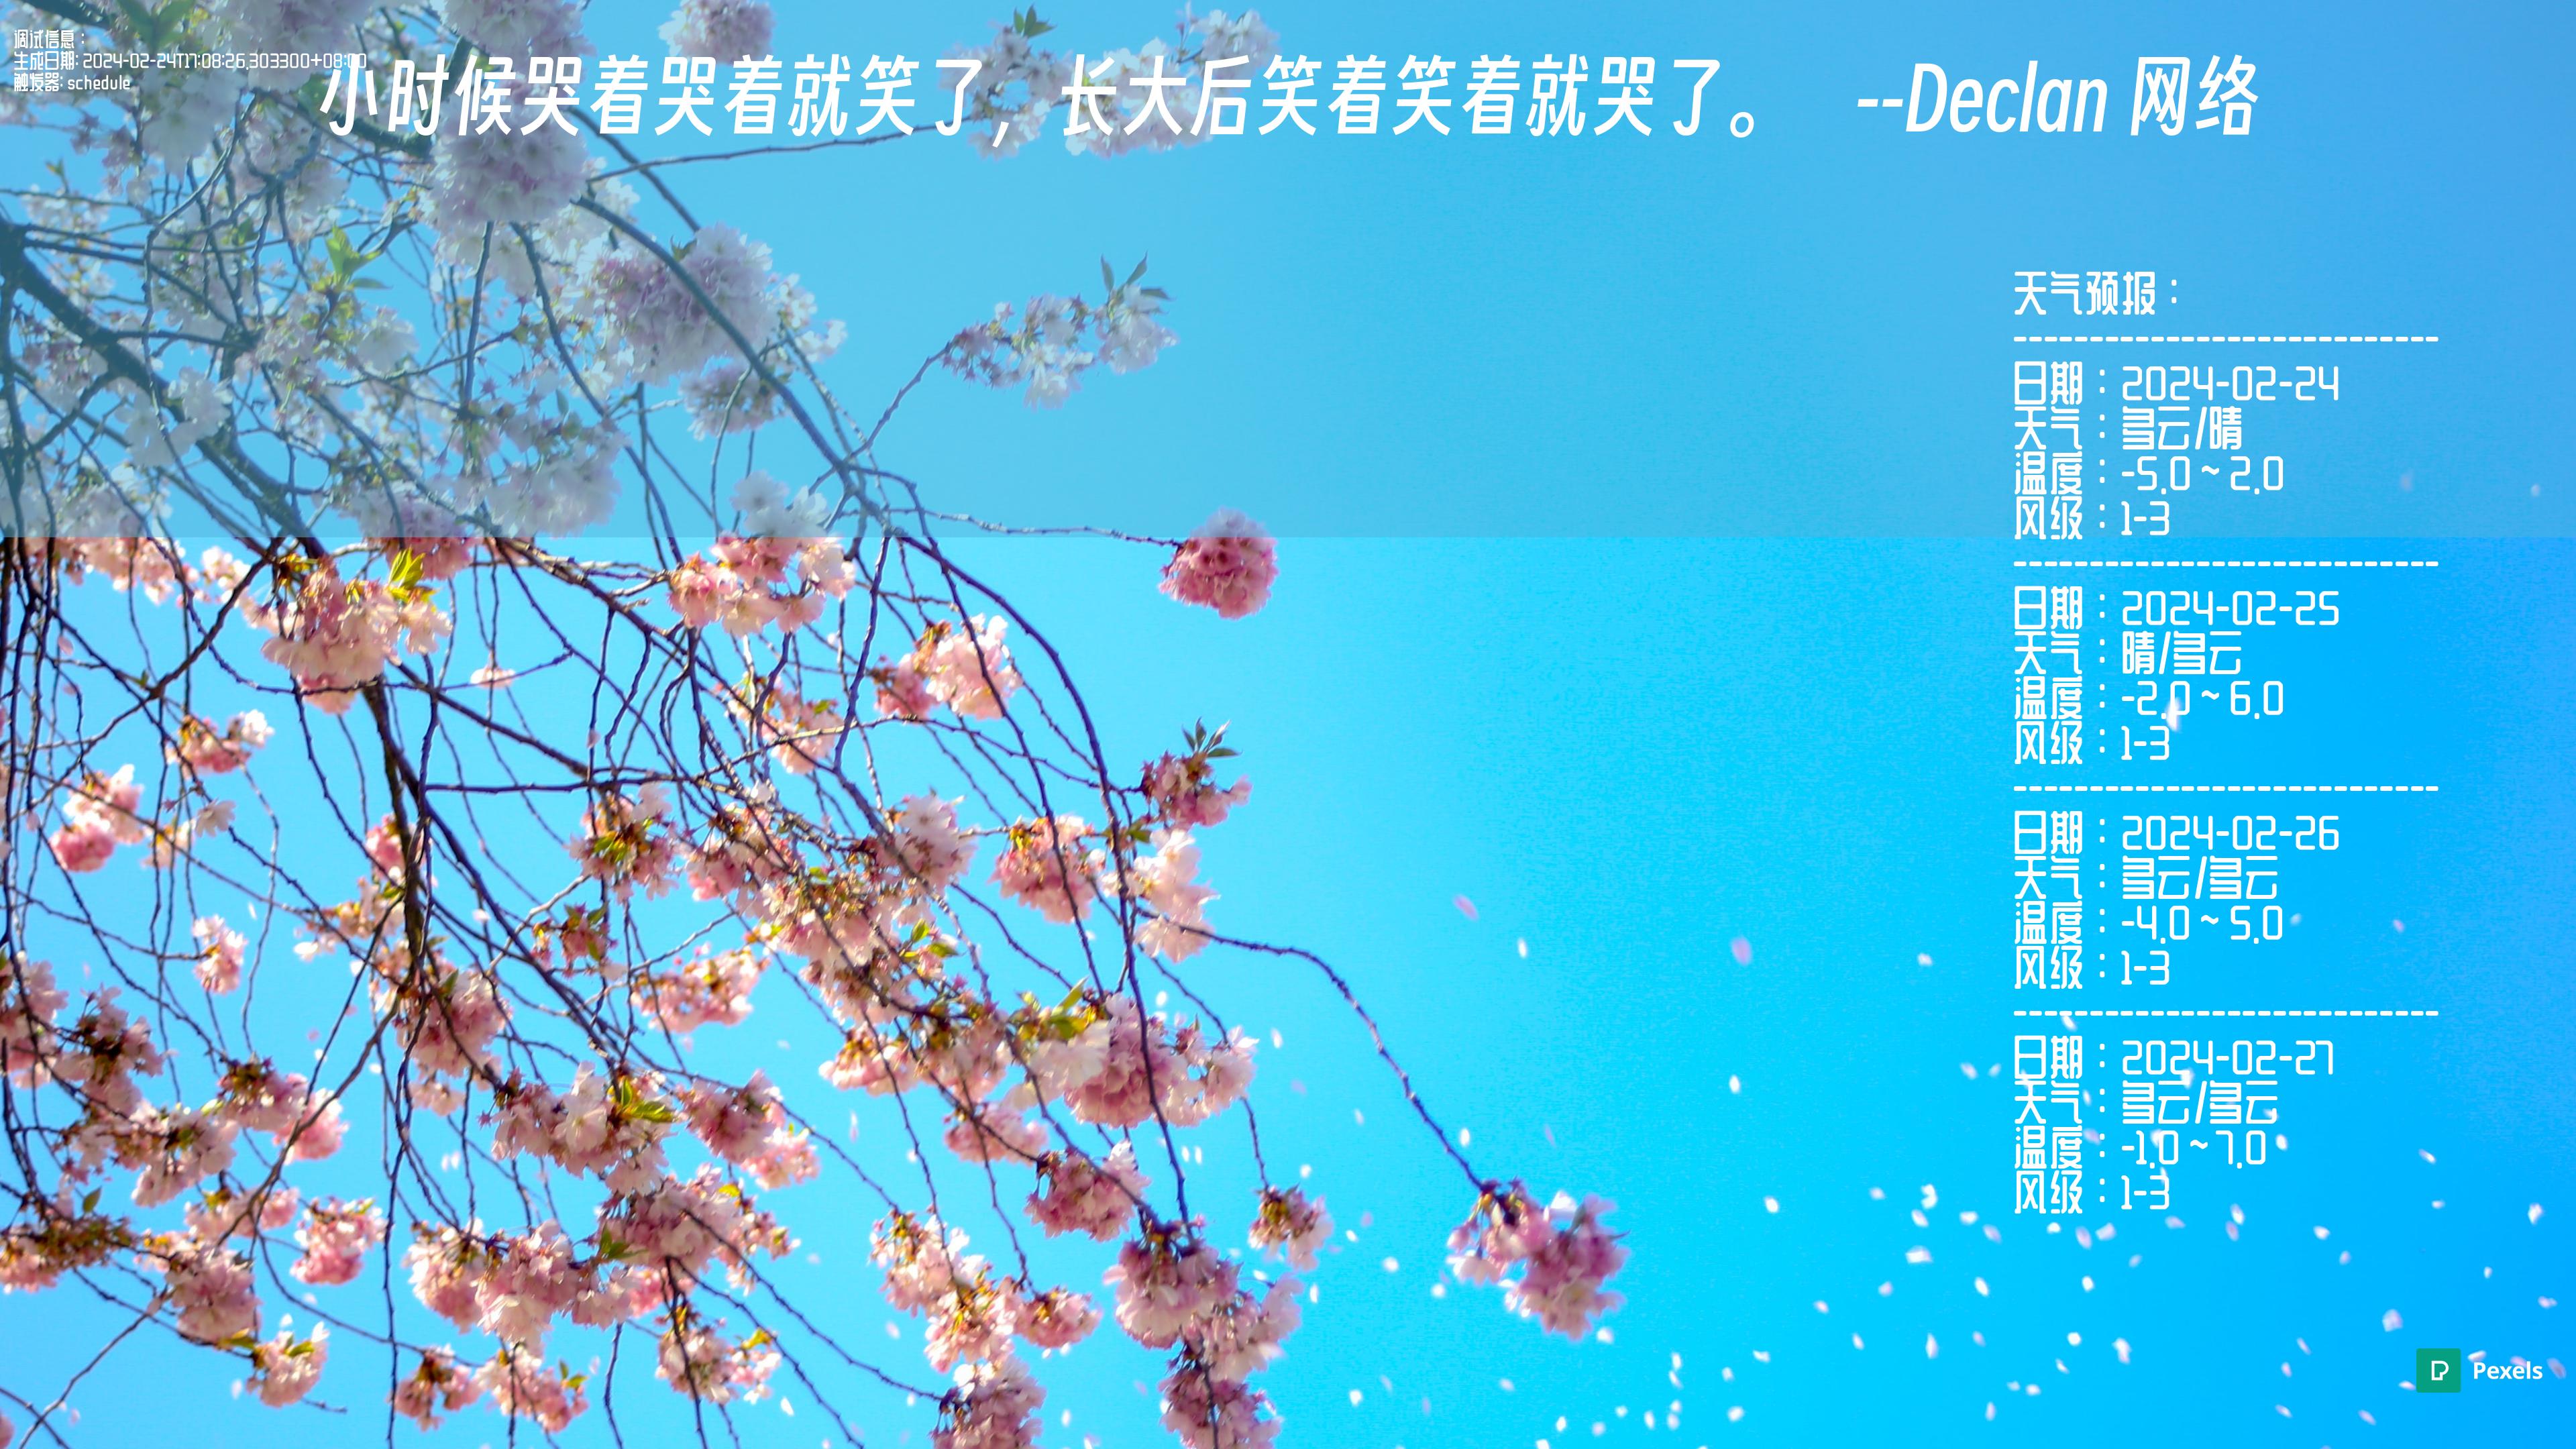 调试信息：
生成日期: 2024-02-24T17:08:26.303300+08:00
触发器: schedule
小时候哭着哭着就笑了，长大后笑着笑着就哭了。 --Declan 网络
天气预报：
----------------------------
日期：2024-02-24
天气：多云/晴
温度：-5.0 ~ 2.0
风级：1-3
----------------------------
日期：2024-02-25
天气：晴/多云
温度：-2.0 ~ 6.0
风级：1-3
----------------------------
日期：2024-02-26
天气：多云/多云
温度：-4.0 ~ 5.0
风级：1-3
----------------------------
日期：2024-02-27
天气：多云/多云
温度：-1.0 ~ 7.0
风级：1-3
Pexels